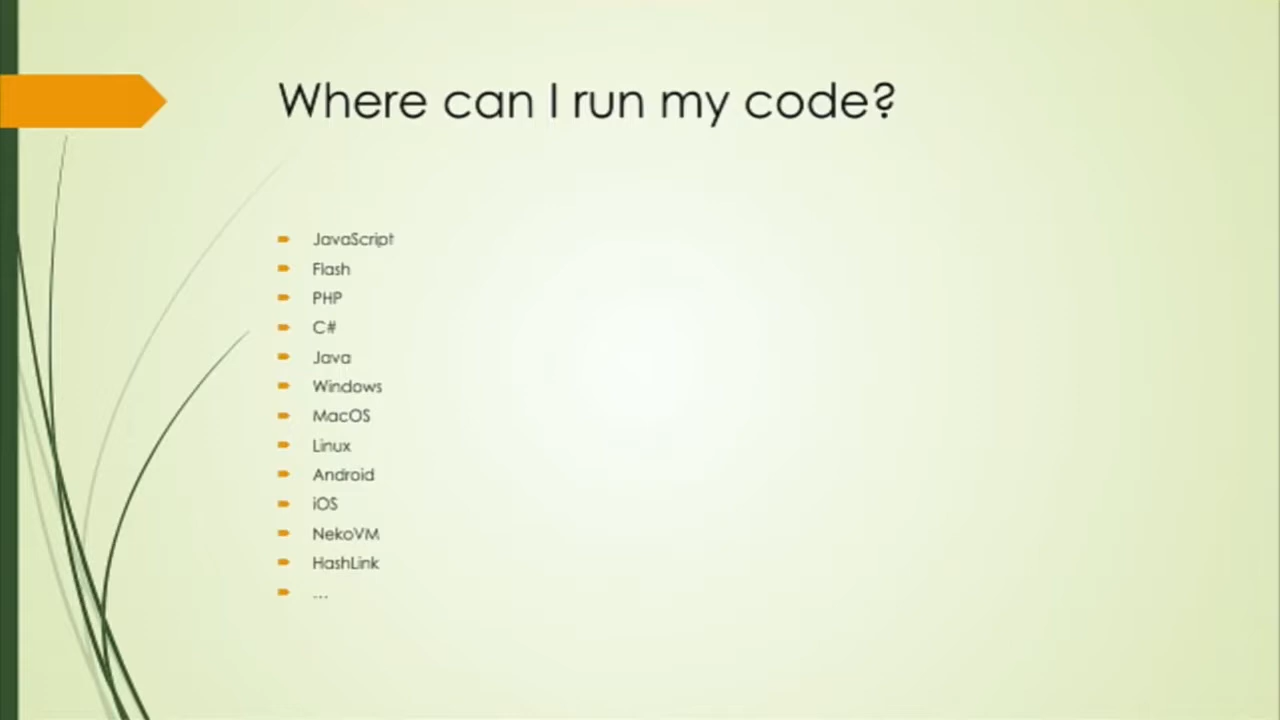 Where can I run my code?
JavaScript
Flash
PHP
C#
Java
Windows
MacOS
Linux
Android
iOS
NekoVM
HashLink
...